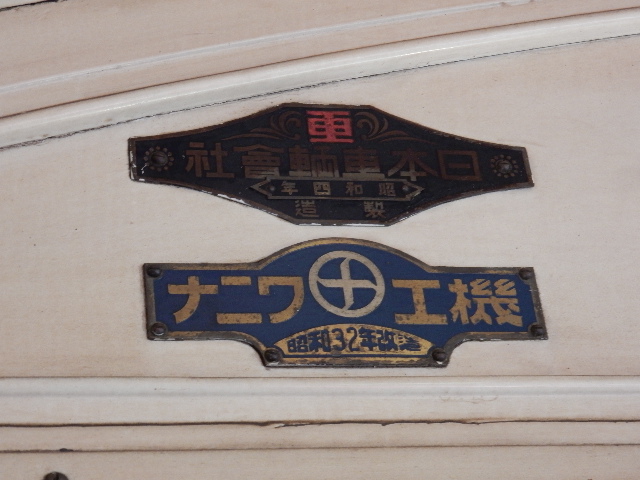 車
日本車輛會社
昭和四年
製造
ナニワ工機
昭和32年改造